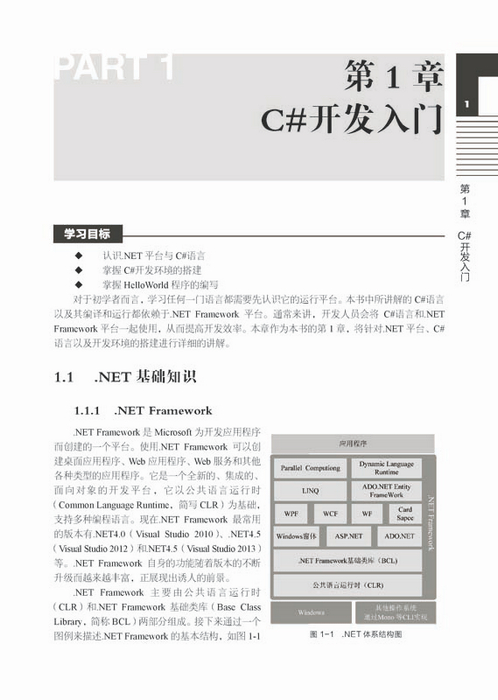 PART 1
第 1 章
C#开发入门
1
第1章 C#开发入门
学习目标
◆ 认识.NET 平台与 C#语言
◆ 掌握 C#开发环境的搭建
◆ 掌握 HelloWorld 程序的编写
对于初学者而言，学习任何一门语言都需要先认识它的运行平台。本书中所讲解的 C#语言
以及其编译和运行都依赖于.NET Framework 平台。通常来讲，开发人员会将 C#语言和.NET
Framework 平台一起使用，从而提高开发效率。本章作为本书的第 1 章，将针对.NET 平台、C#
语言以及开发环境的搭建进行详细的讲解。
1.1 .NET 基础知识
1.1.1 .NET Framework
.NET Framework 是 Microsoft 为开发应用程序
而创建的一个平台。使用.NET Framework 可以创
建桌面应用程序、Web 应用程序、Web 服务和其他
各种类型的应用程序。它是一个全新的、集成的、
面向对象的开发平台，它以公共语言运行时
（Common Language Runtime，简写 CLR）为基础，
支持多种编程语言。现在.NET Framework 最常用
的版本有.NET4.0（Visual Studio 2010）、.NET4.5
（Visual Studio 2012）和.NET4.5（Visual Studio 2013）
等。.NET Framework 自身的功能随着版本的不断
升级而越来越丰富，正展现出诱人的前景。
.NET Framework 主要由公共语言运行时
（CLR）和.NET Framework 基础类库（Base Class
Library，简称 BCL）两部分组成。接下来通过一个
图例来描述.NET Framework 的基本结构，如图 1-1
应用程序
Parallel Computiong
Dynamic Language
Runtime
LINQ
ADO.NET Entity
FrameWork
WPF
WCF
WF
Card
Sapce
Windows窗体
ASP.NET
ADO.NET
.NET Framework基础类库（BCL）
公共语言运行时（CLR）
.NET Framework
Windows
其他操作系统
通过Mono 等CLI实现
图 1-1 .NET 体系结构图